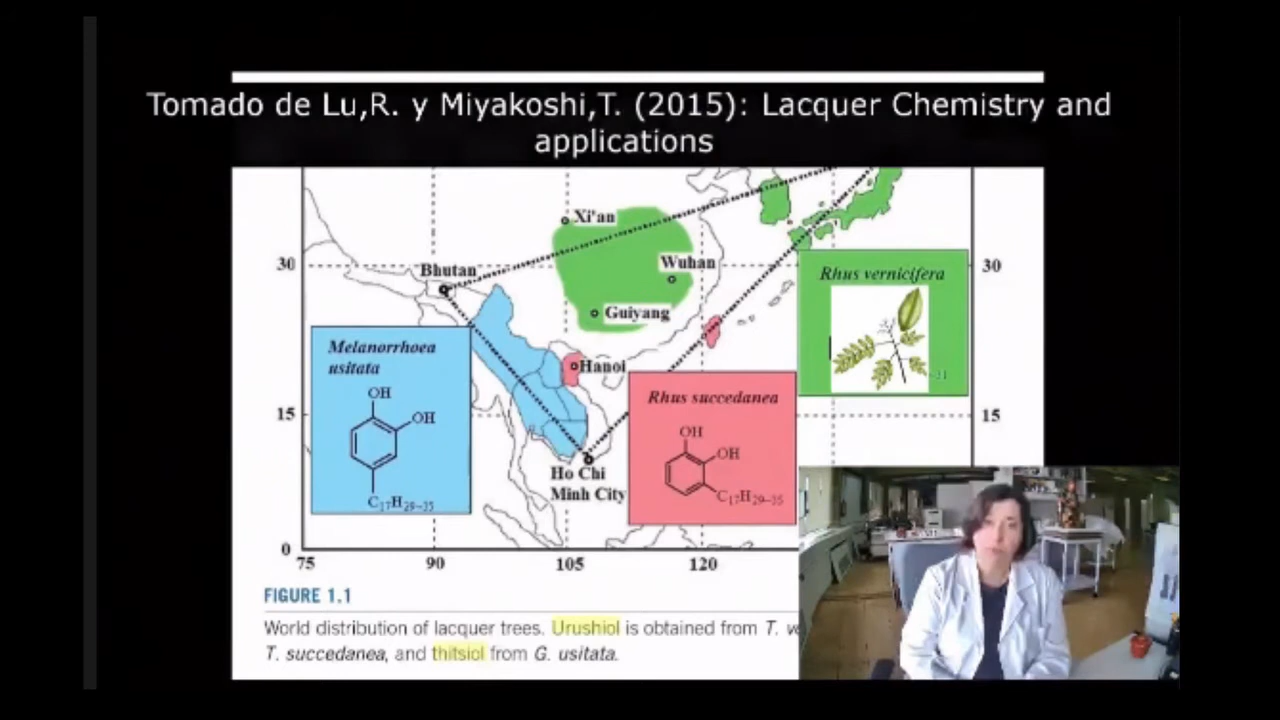 Tomado de Lu,R. y Miyakoshi,T. (2015): Lacquer Chemistry and
applications
Xi'an
30
Bhutan
Wuhan
Rhus vernicifera
30
Guiyang
Melanorrhoea
usitata
Hanoi
OH
OH
Rhus succedanea
15
15
OH
OH
Ho Chi
Minh City
C17H29–35
C17H29–35
0
75
90
105
120
FIGURE 1.1
World distribution of lacquer trees. Urushiol is obtained from T.
T. succedanea, and thitsiol from G. usitata.